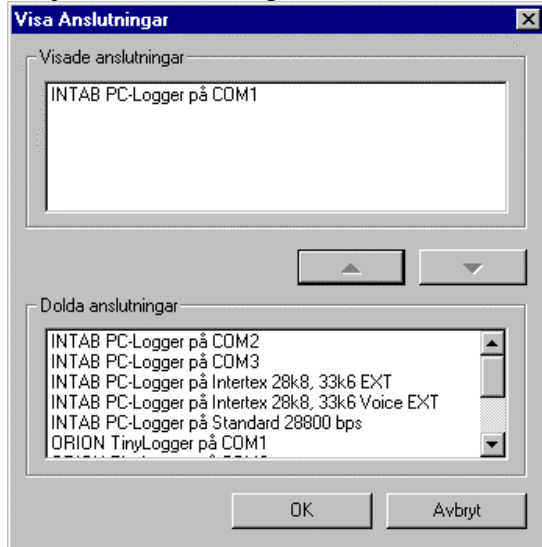 Visa Anslutningar
Visade anslutningar
INTAB PC-Logger på COM1
Dolda anslutningar
INTAB PC-Logger på COM2
INTAB PC-Logger på COM3
INTAB PC-Logger på Intertex 28k8, 33k6 EXT
INTAB PC-Logger på Intertex 28k8, 33k6 Voice EXT
INTAB PC-Logger på Standard 28800 bps
ORION TinyLogger på COM1
OK Avbryt